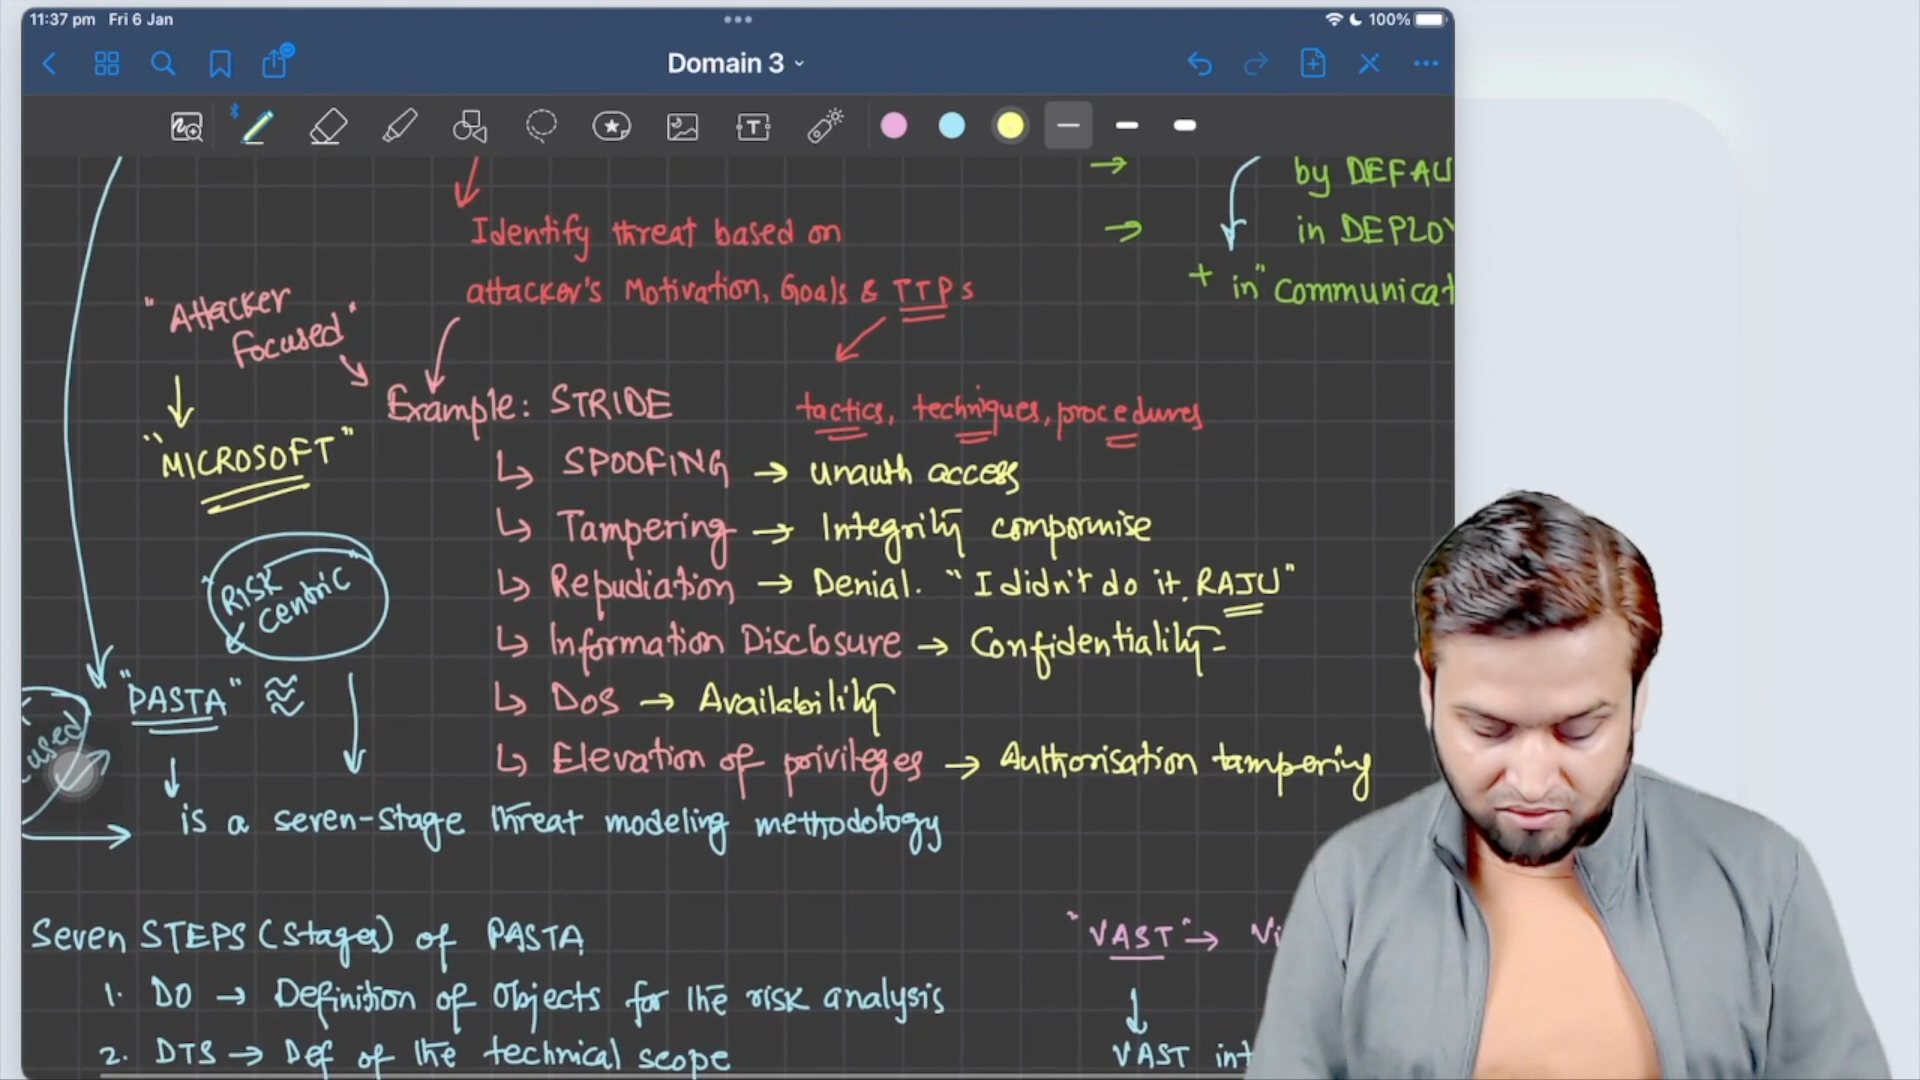 11:37 pm Fri 6 Jan
100%
Domain 3
by DEFAU
Identify threat based on
in DEPLOY
attacker's Motivation, Goals & TTPs
+ in "Communicat
"Attacker
Focused"
Example: STRIDE
tactics, techniques, procedures
"MICROSOFT"
↳ SPOOFING → unauth access
↳ Tampering → Integrity compormise
↳ Repudiation → Denial. "I didn't do it, RAJU"
"RISK
Centric"
↳ Information Disclosure → Confidentiality-
"PASTA"
↳ DoS → Availability
used
↳ Elevation of privileges → Authorisation tampering
is a seven-stage threat modeling methodology
Seven STEPS (Stages) of PASTA
"VAST" → Vi
1. DO → Definition of Objects for the risk analysis
2. DTS → Def of the technical scope
VAST int